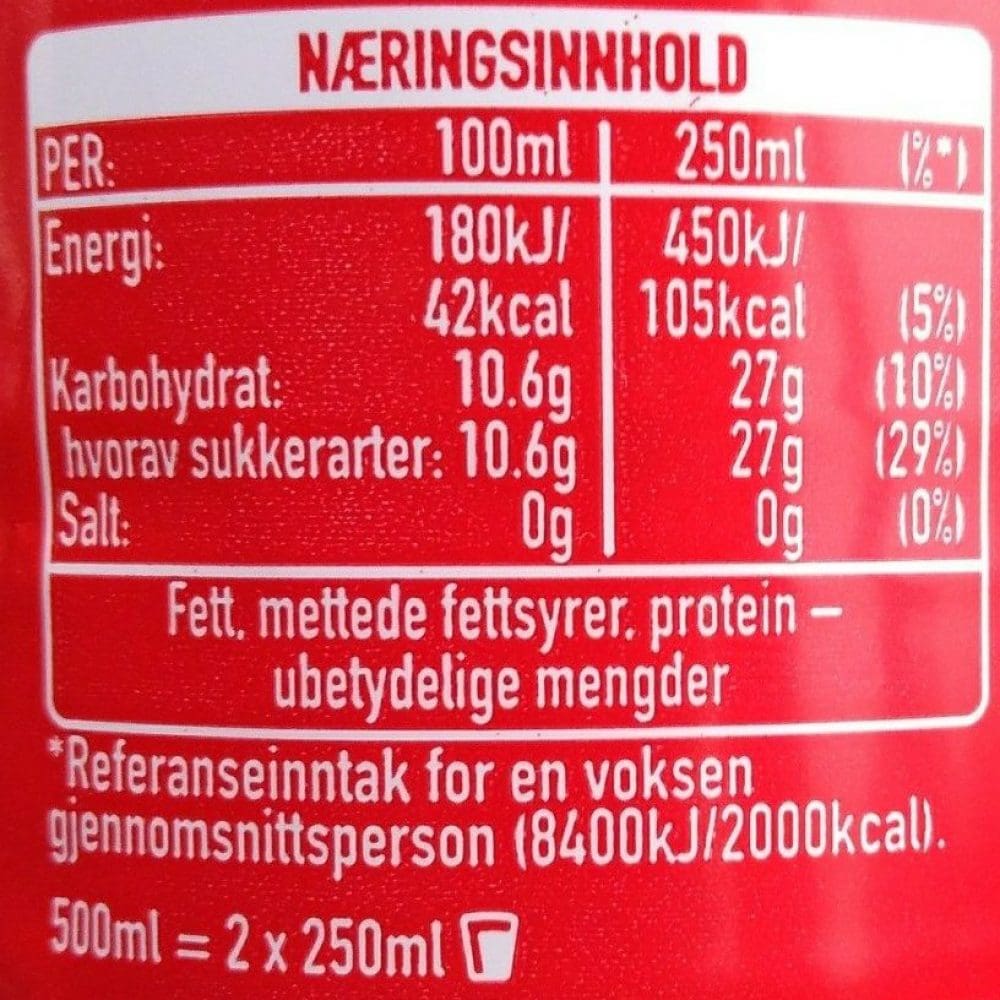 NÆRINGSINNHOLD
PER: 100ml 250ml (%*)
Energi: 180kJ/ 450kJ/
42kcal 105kcal (5%)
Karbohydrat: 10.6g 27g (10%)
hvorav sukkerarter: 10.6g 27g (29%)
Salt: 0g 0g (0%)
Fett, mettede fettsyrer, protein –
ubetydelige mengder
*Referanseinntak for en voksen
gjennomsnittsperson (8400kJ/2000kcal).
500ml = 2 x 250ml